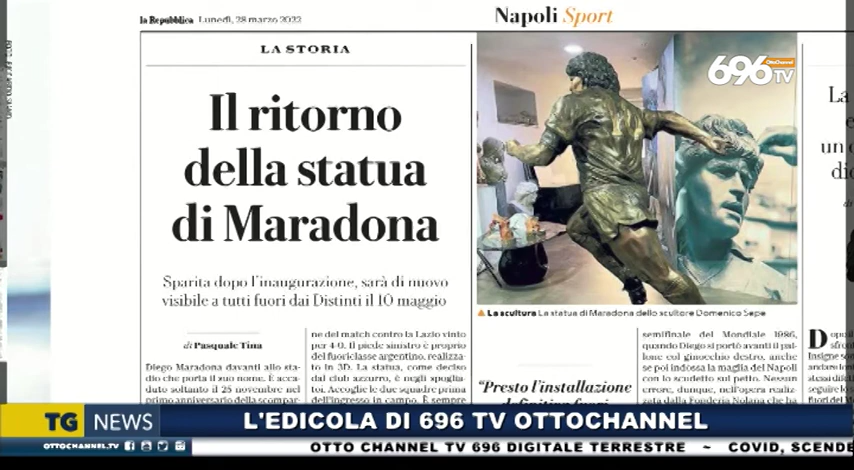 la Repubblica Lunedì, 28 marzo 2022
Napoli Sport
LA STORIA
Il ritorno
della statua
di Maradona
Sparita dopo l'inaugurazione, sarà di nuovo
visibile a tutti fuori dai Distinti il 10 maggio
di Pasquale Tina
Diego Maradona davanti allo sta-
dio che porta il suo nome. È acca-
duto soltanto il 25 novembre nel
primo anniversario della scompar-
ne del match contro la Lazio vinto
per 4-0. Il piede sinistro è proprio
del fuoriclasse argentino, realizza-
to in 3D. La statua, come deciso
dal club azzurro, è negli spoglia-
toi. Accoglie le due squadre prima
dell'ingresso in campo. È sempre
696 OttoChannel TV
La scultura La statua di Maradona dello scultore Domenico Sepe
"Presto l'installazione
definitiva fuori
semifinale del Mondiale 1986,
quando Diego si portò avanti il pal-
lone col ginocchio destro, anche
se poi indossa la maglia del Napoli
con lo scudetto sul petto. Nessun
errore, dunque, nell'opera realiz-
zata dalla Fonderia Nolana che ha
La
un
di
TG NEWS
L'EDICOLA DI 696 TV OTTOCHANNEL
OTTOCHANNEL.TV
OTTO CHANNEL TV 696 DIGITALE TERRESTRE ~ COVID, SCENDE